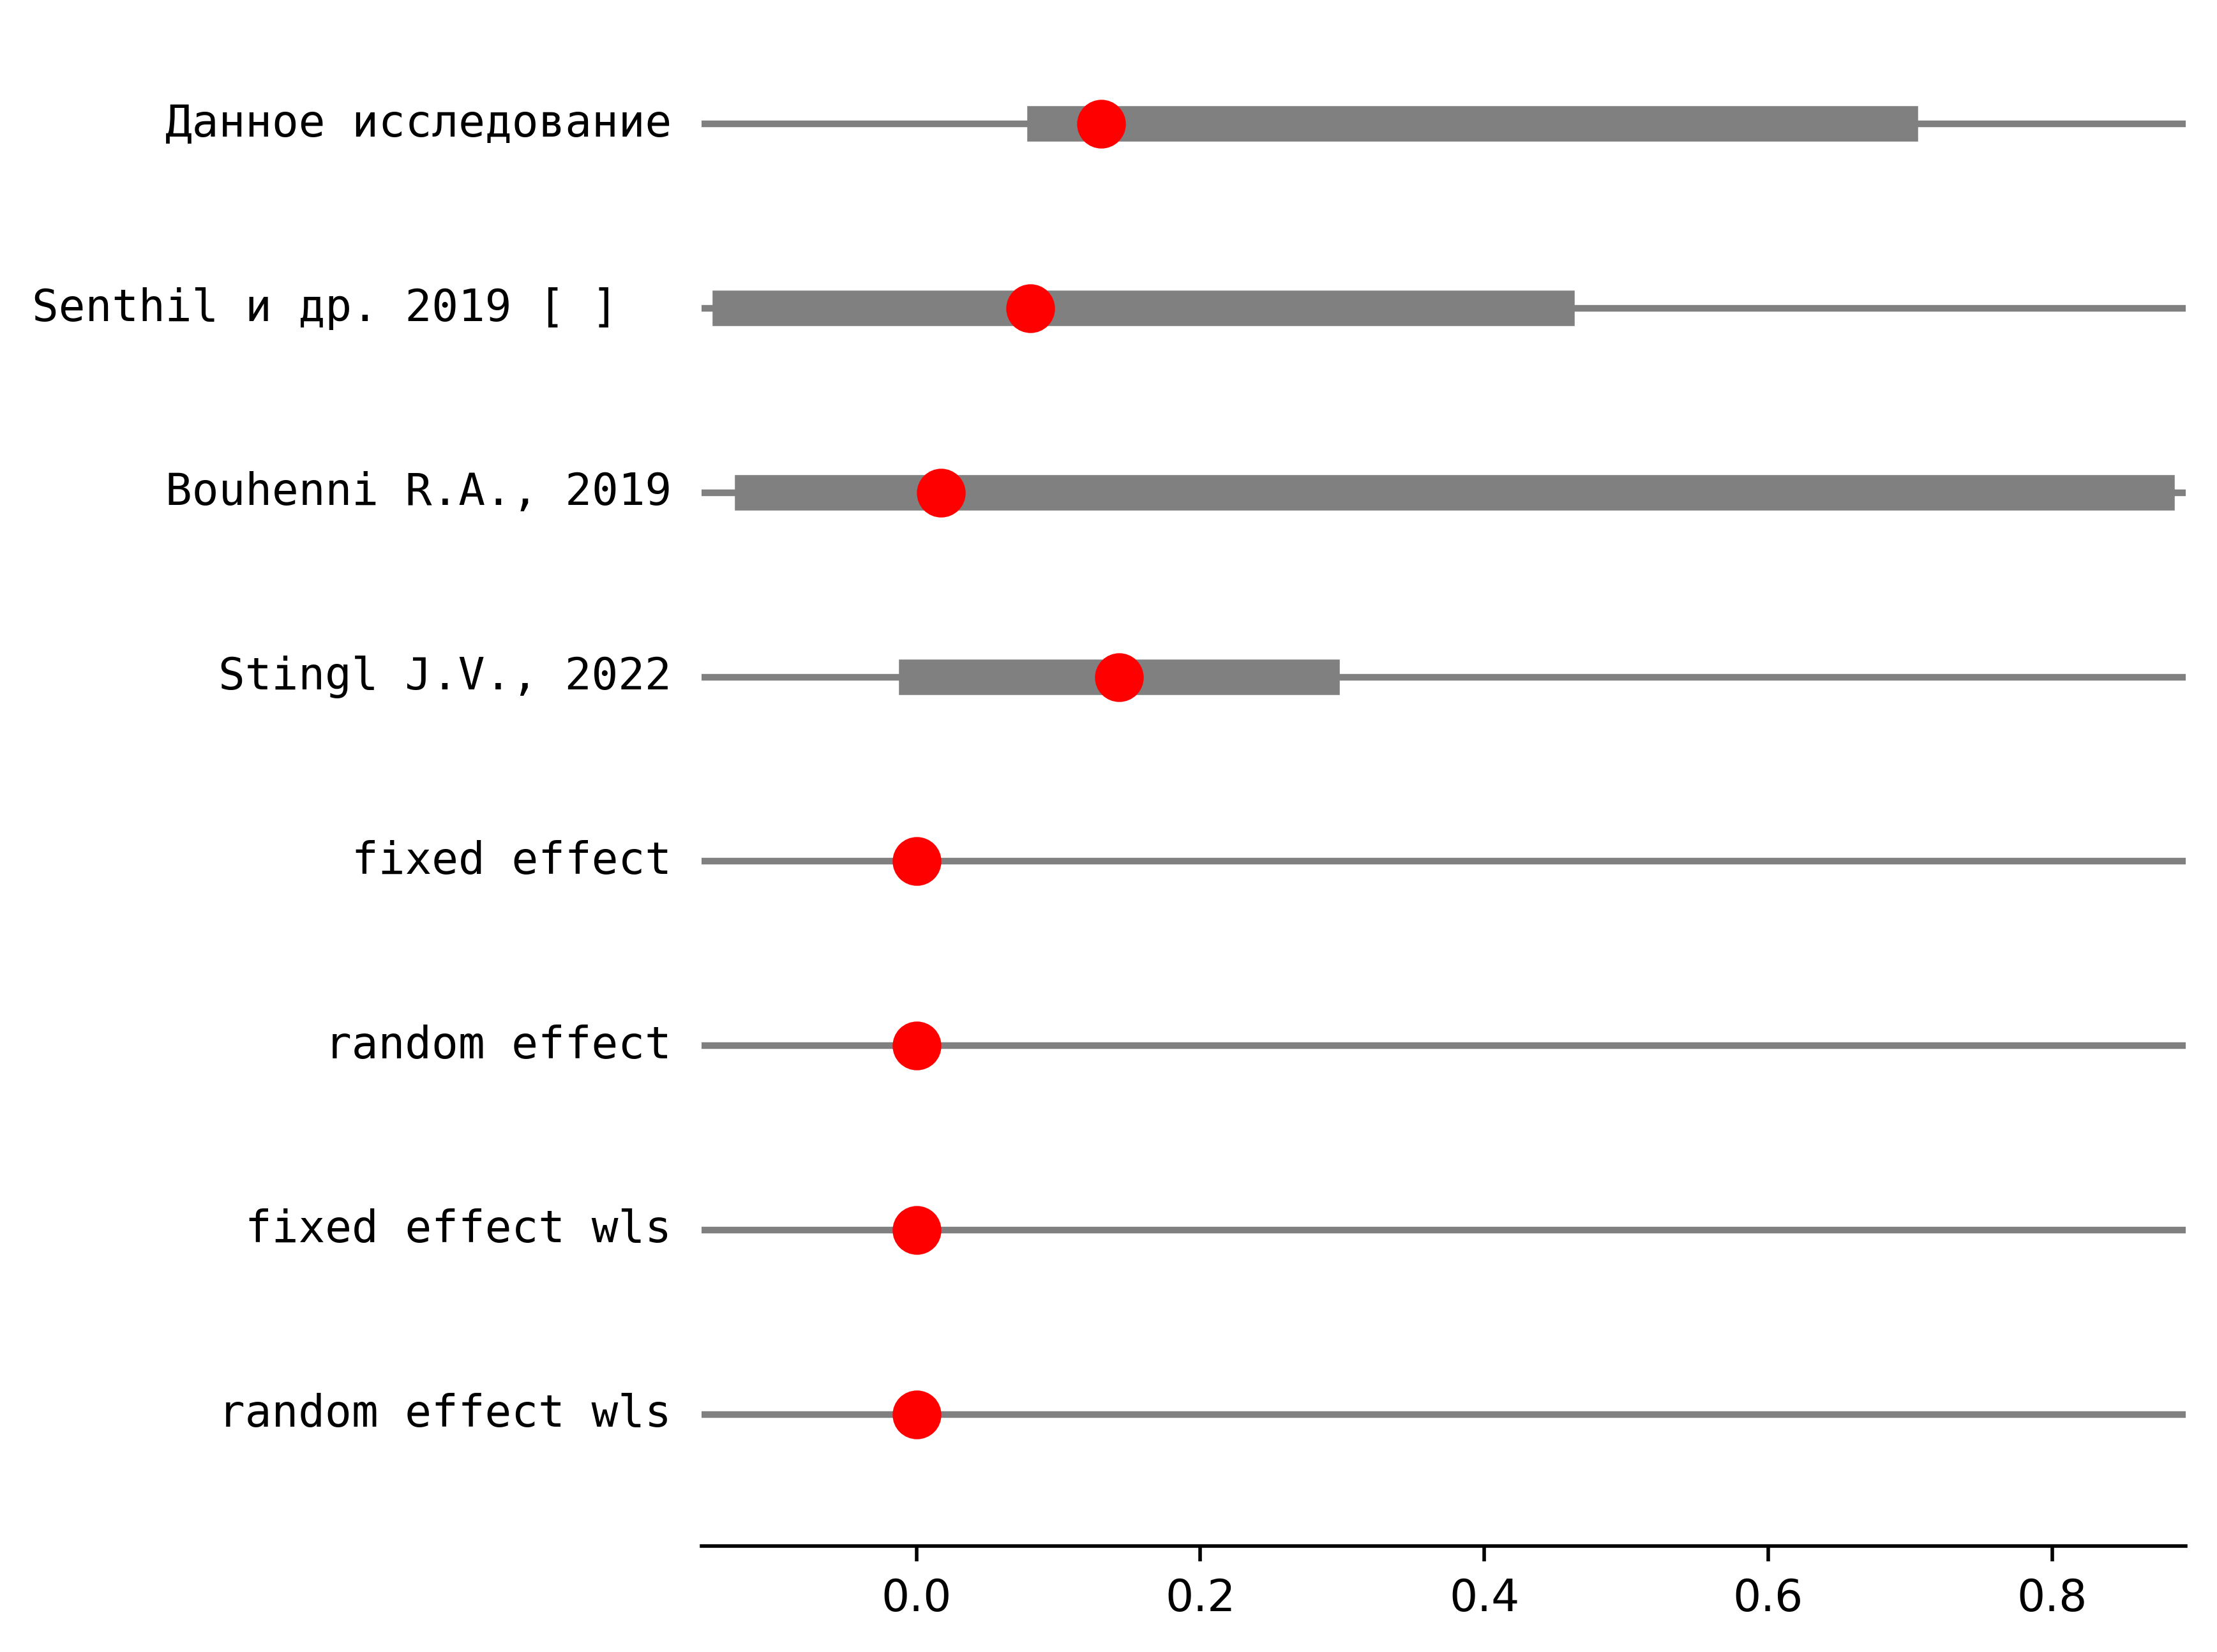 Данное исследование
Senthil и др. 2019 [ ]
Bouhenni R.A., 2019
Stingl J.V., 2022
fixed effect
random effect
fixed effect wls
random effect wls
0.0 0.2 0.4 0.6 0.8